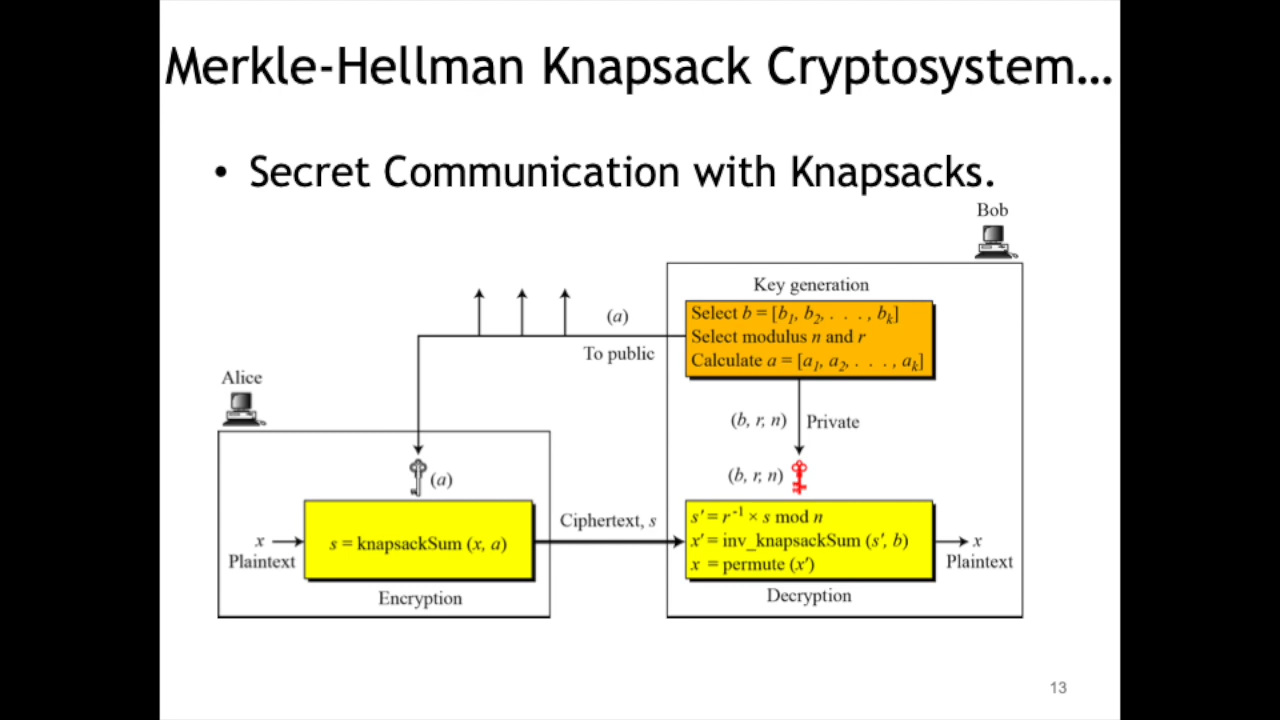 Merkle-Hellman Knapsack Cryptosystem...
• Secret Communication with Knapsacks.
Bob
Key generation
Select b = [b1, b2, . . . , bk]
Select modulus n and r
Calculate a = [a1, a2, . . . , ak]
(a)
To public
Alice
(b, r, n) Private
(a)
(b, r, n)
x
Plaintext
s = knapsackSum (x, a)
Encryption
Ciphertext, s
s' = r⁻¹ × s mod n
x' = inv_knapsackSum (s', b)
x = permute (x')
Decryption
x
Plaintext
13